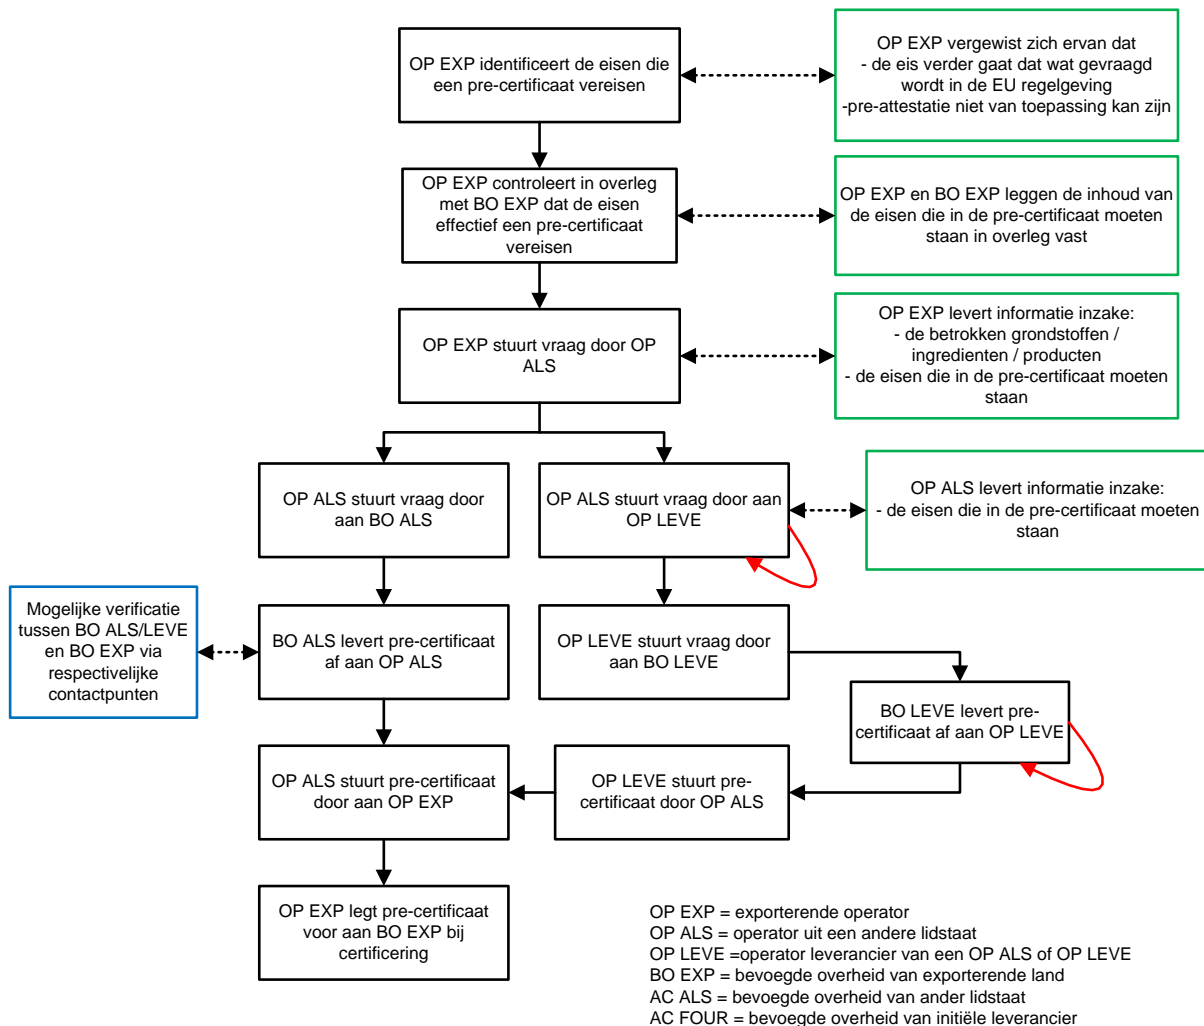 OP EXP identificeert de eisen die
een pre-certificaat vereisen
OP EXP vergewist zich ervan dat
- de eis verder gaat dat wat gevraagd
wordt in de EU regelgeving
-pre-attestatie niet van toepassing kan zijn
OP EXP controleert in overleg
met BO EXP dat de eisen
effectief een pre-certificaat
vereisen
OP EXP en BO EXP leggen de inhoud van
de eisen die in de pre-certificaat moeten
staan in overleg vast
OP EXP stuurt vraag door OP
ALS
OP EXP levert informatie inzake:
- de betrokken grondstoffen /
ingredienten / producten
- de eisen die in de pre-certificaat moeten
staan
OP ALS stuurt vraag door
aan BO ALS
OP ALS stuurt vraag door aan
OP LEVE
OP ALS levert informatie inzake:
- de eisen die in de pre-certificaat moeten
staan
Mogelijke verificatie
tussen BO ALS/LEVE
en BO EXP via
respectivelijke
contactpunten
BO ALS levert pre-certificaat
af aan OP ALS
OP LEVE stuurt vraag door
aan BO LEVE
BO LEVE levert pre-
certificaat af aan OP LEVE
OP ALS stuurt pre-certificaat
door aan OP EXP
OP LEVE stuurt pre-
certificaat door OP ALS
OP EXP legt pre-certificaat
voor aan BO EXP bij
certificering
OP EXP = exporterende operator
OP ALS = operator uit een andere lidstaat
OP LEVE =operator leverancier van een OP ALS of OP LEVE
BO EXP = bevoegde overheid van exporterende land
AC ALS = bevoegde overheid van ander lidstaat
AC FOUR = bevoegde overheid van initiële leverancier